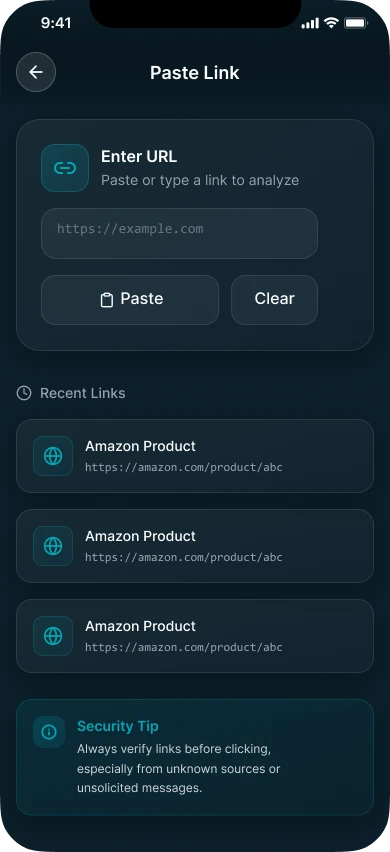 9:41
Paste Link
Enter URL
Paste or type a link to analyze
https://example.com
Paste
Clear
Recent Links
Amazon Product
https://amazon.com/product/abc
Amazon Product
https://amazon.com/product/abc
Amazon Product
https://amazon.com/product/abc
Security Tip
Always verify links before clicking,
especially from unknown sources or
unsolicited messages.